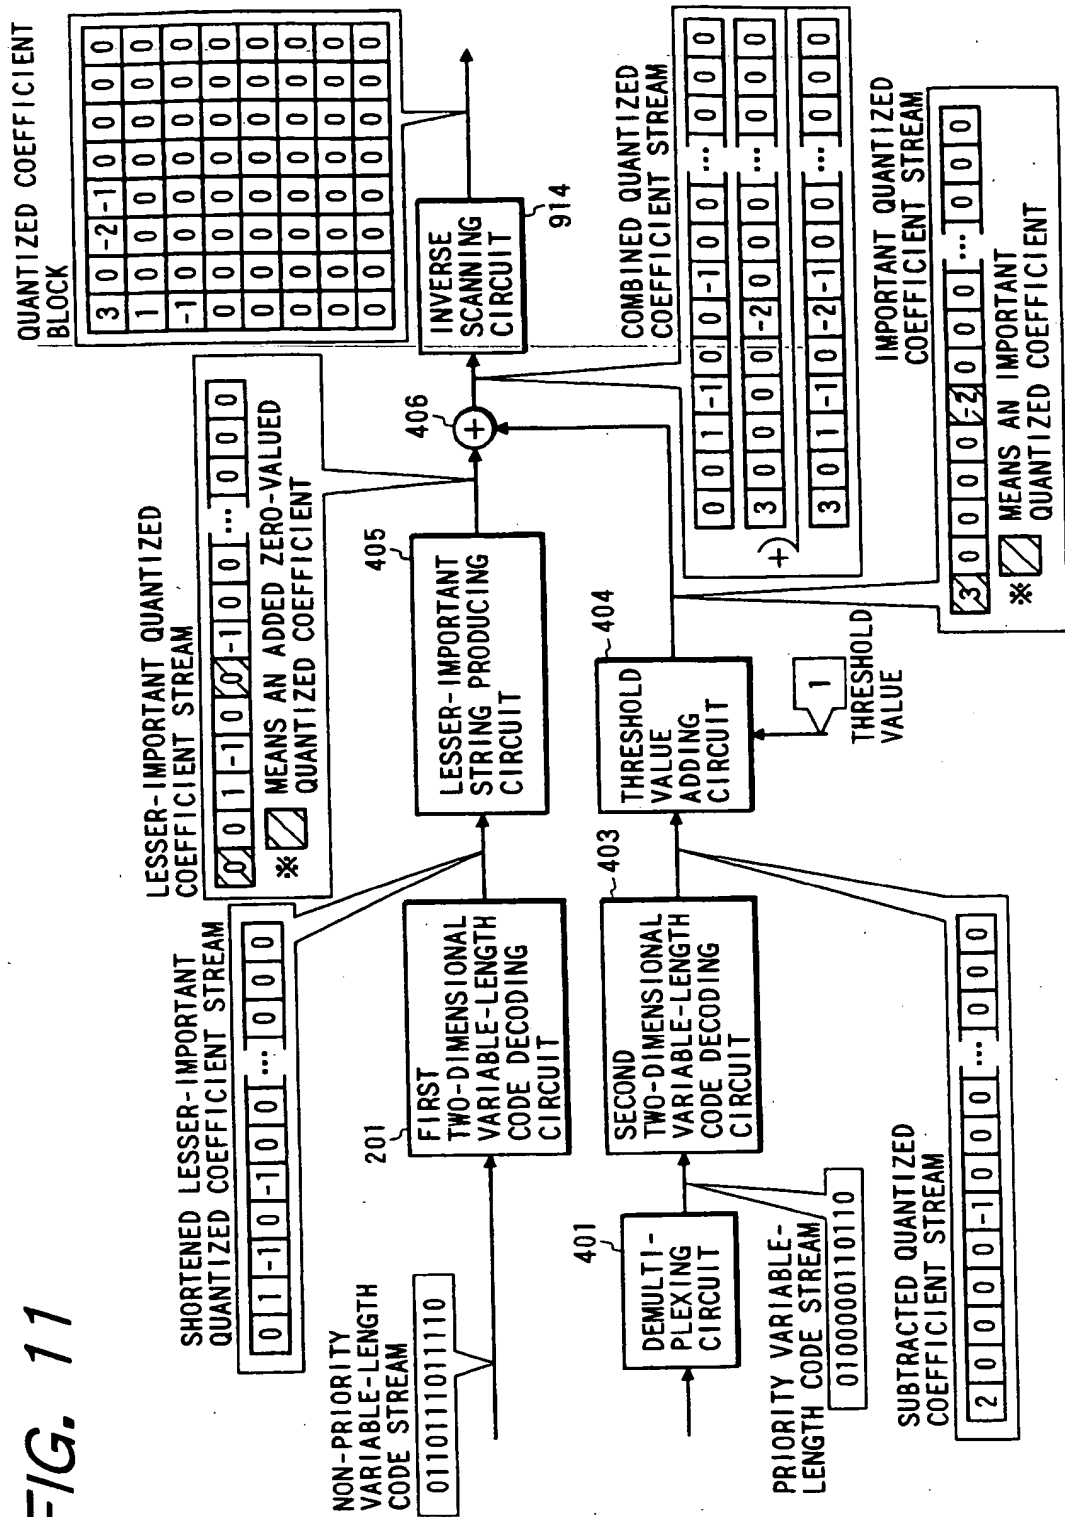 FIG. 11
NON-PRIORITY
VARIABLE-LENGTH
CODE STREAM
0110111011110
SHORTENED LESSER-IMPORTANT
QUANTIZED COEFFICIENT STREAM
0 1 -1 0 -1 0 0 ... 0 0 0
LESSER-IMPORTANT QUANTIZED
COEFFICIENT STREAM
0 0 1 -1 0 0 -1 0 0 ... 0 0 0
※ MEANS AN ADDED ZERO-VALUED
QUANTIZED COEFFICIENT
QUANTIZED COEFFICIENT
BLOCK
3 0 -2 -1 0 0 0 0
1 0 0 0 0 0 0 0
-1 0 0 0 0 0 0 0
0 0 0 0 0 0 0 0
0 0 0 0 0 0 0 0
0 0 0 0 0 0 0 0
0 0 0 0 0 0 0 0
0 0 0 0 0 0 0 0
201
FIRST
TWO-DIMENSIONAL
VARIABLE-LENGTH
CODE DECODING
CIRCUIT
405
LESSER-IMPORTANT
STRING PRODUCING
CIRCUIT
406
+
INVERSE
SCANNING
CIRCUIT
914
401
DEMULTI-
PLEXING
CIRCUIT
PRIORITY VARIABLE-
LENGTH CODE STREAM
0100000110110
403
SECOND
TWO-DIMENSIONAL
VARIABLE-LENGTH
CODE DECODING
CIRCUIT
404
THRESHOLD
VALUE
ADDING
CIRCUIT
1
THRESHOLD
VALUE
COMBINED QUANTIZED
COEFFICIENT STREAM
0 0 1 -1 0 0 -1 0 0 ... 0 0 0
+) 3 0 0 0 0 -2 0 0 0 ... 0 0 0
3 0 1 -1 0 -2 -1 0 0 ... 0 0 0
SUBTRACTED QUANTIZED
COEFFICIENT STREAM
2 0 0 0 0 -1 0 0 0 ... 0 0 0
IMPORTANT QUANTIZED
COEFFICIENT STREAM
3 0 0 0 0 -2 0 0 0 ... 0 0 0
※ MEANS AN IMPORTANT
QUANTIZED COEFFICIENT